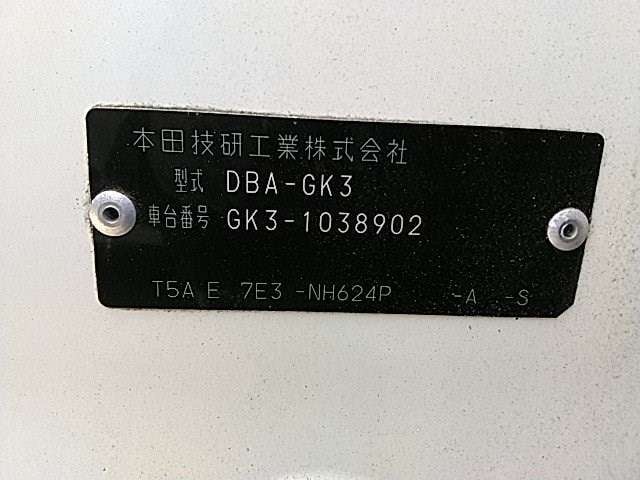 本田技研工業株式会社
型式 DBA-GK3
車台番号 GK3-1038902
T5A E 7E3 -NH624P -A -S